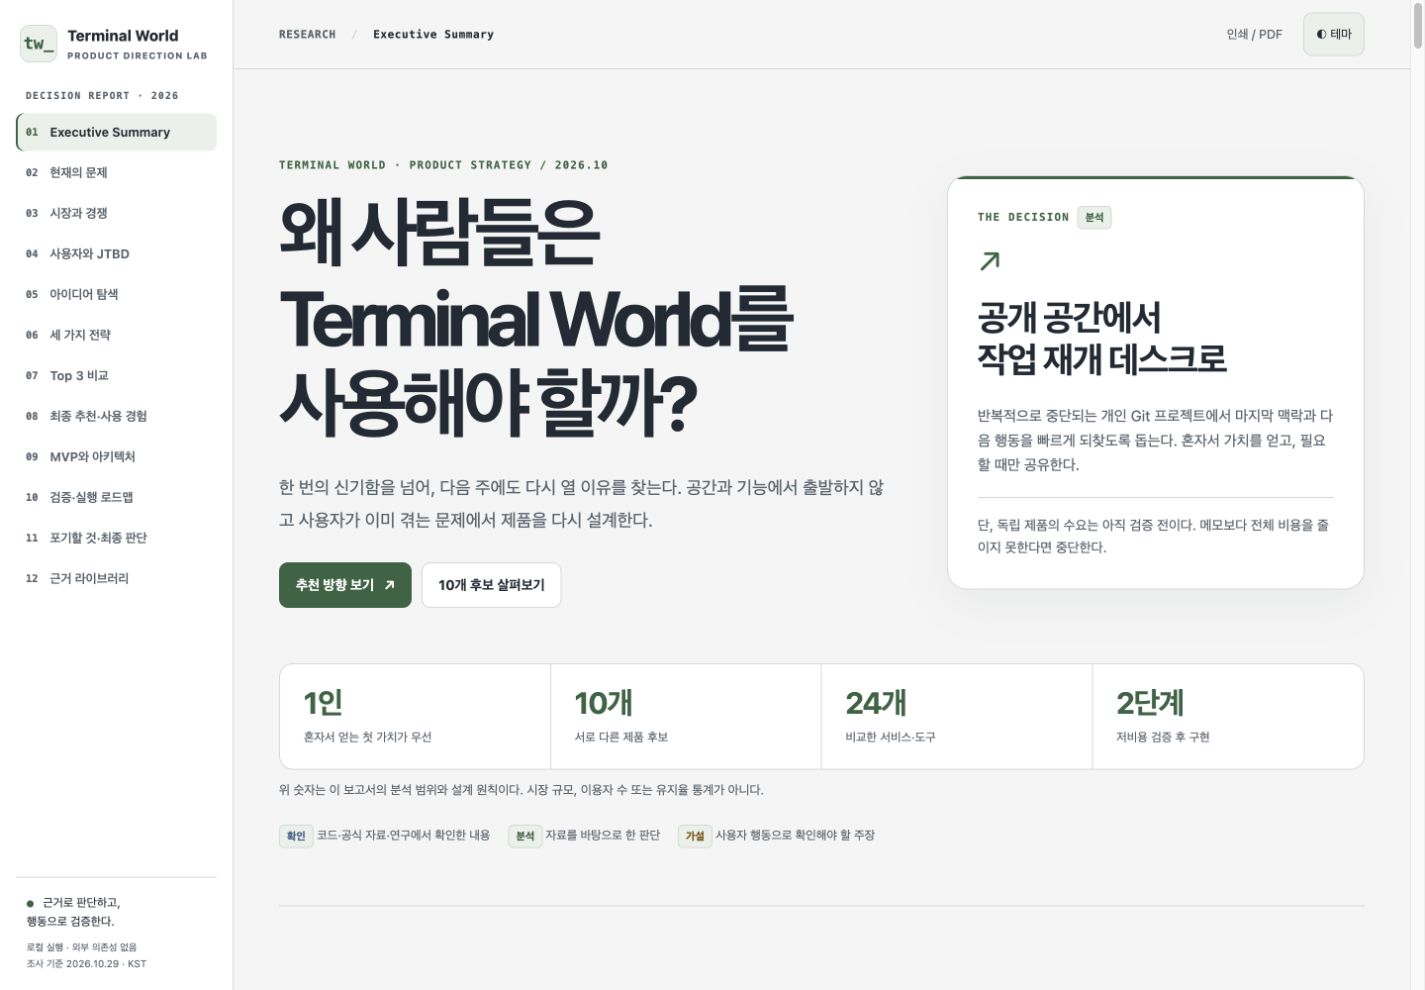 tw_
Terminal World
PRODUCT DIRECTION LAB
DECISION REPORT · 2026
01 Executive Summary
02 현재의 문제
03 시장과 경쟁
04 사용자와 JTBD
05 아이디어 탐색
06 세 가지 전략
07 Top 3 비교
08 최종 추천·사용 경험
09 MVP와 아키텍처
10 검증·실행 로드맵
11 포기할 것·최종 판단
12 근거 라이브러리
근거로 판단하고,
행동으로 검증한다.
로컬 실행 · 외부 의존성 없음
조사 기준 2026.10.29 · KST
RESEARCH / Executive Summary
인쇄 / PDF
◐ 테마
TERMINAL WORLD · PRODUCT STRATEGY / 2026.10
왜 사람들은
Terminal World를
사용해야 할까?
한 번의 신기함을 넘어, 다음 주에도 다시 열 이유를 찾는다. 공간과 기능에서 출발하지 않
고 사용자가 이미 겪는 문제에서 제품을 다시 설계한다.
추천 방향 보기 ↗
10개 후보 살펴보기
THE DECISION 분석
↗
공개 공간에서
작업 재개 데스크로
반복적으로 중단되는 개인 Git 프로젝트에서 마지막 맥락과 다
음 행동을 빠르게 되찾도록 돕는다. 혼자서 가치를 얻고, 필요
할 때만 공유한다.
단, 독립 제품의 수요는 아직 검증 전이다. 메모보다 전체 비용을 줄
이지 못한다면 중단한다.
1인
혼자서 얻는 첫 가치가 우선
10개
서로 다른 제품 후보
24개
비교한 서비스·도구
2단계
저비용 검증 후 구현
위 숫자는 이 보고서의 분석 범위와 설계 원칙이다. 시장 규모, 이용자 수 또는 유지율 통계가 아니다.
확인 코드·공식 자료·연구에서 확인한 내용
분석 자료를 바탕으로 한 판단
가설 사용자 행동으로 확인해야 할 주장